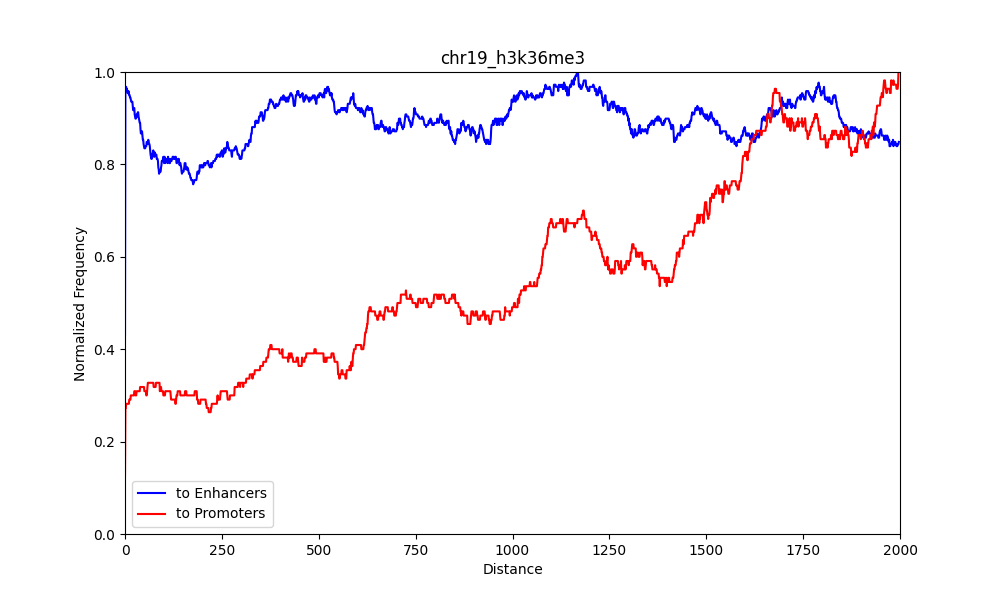 chr19_h3k36me3
Normalized Frequency
1.0
0.8
0.6
0.4
0.2
0.0
to Enhancers
to Promoters
0 250 500 750 1000 1250 1500 1750 2000
Distance